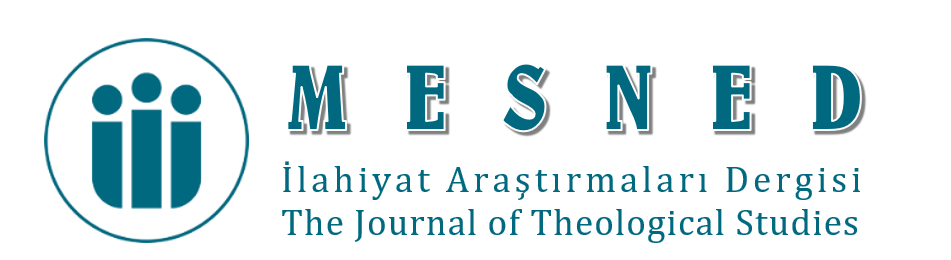 MESNED
İlahiyat Araştırmaları Dergisi
The Journal of Theological Studies